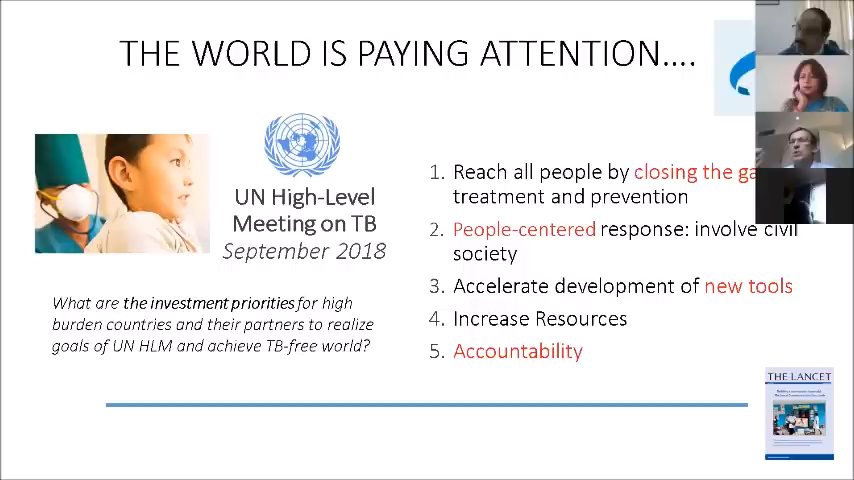 THE WORLD IS PAYING ATTENTION....
UN High-Level
Meeting on TB
September 2018
What are the investment priorities for high
burden countries and their partners to realize
goals of UN HLM and achieve TB-free world?
1. Reach all people by closing the
treatment and prevention
2. People-centered response: involve civil
society
3. Accelerate development of new tools
4. Increase Resources
5. Accountability
THE LANCET